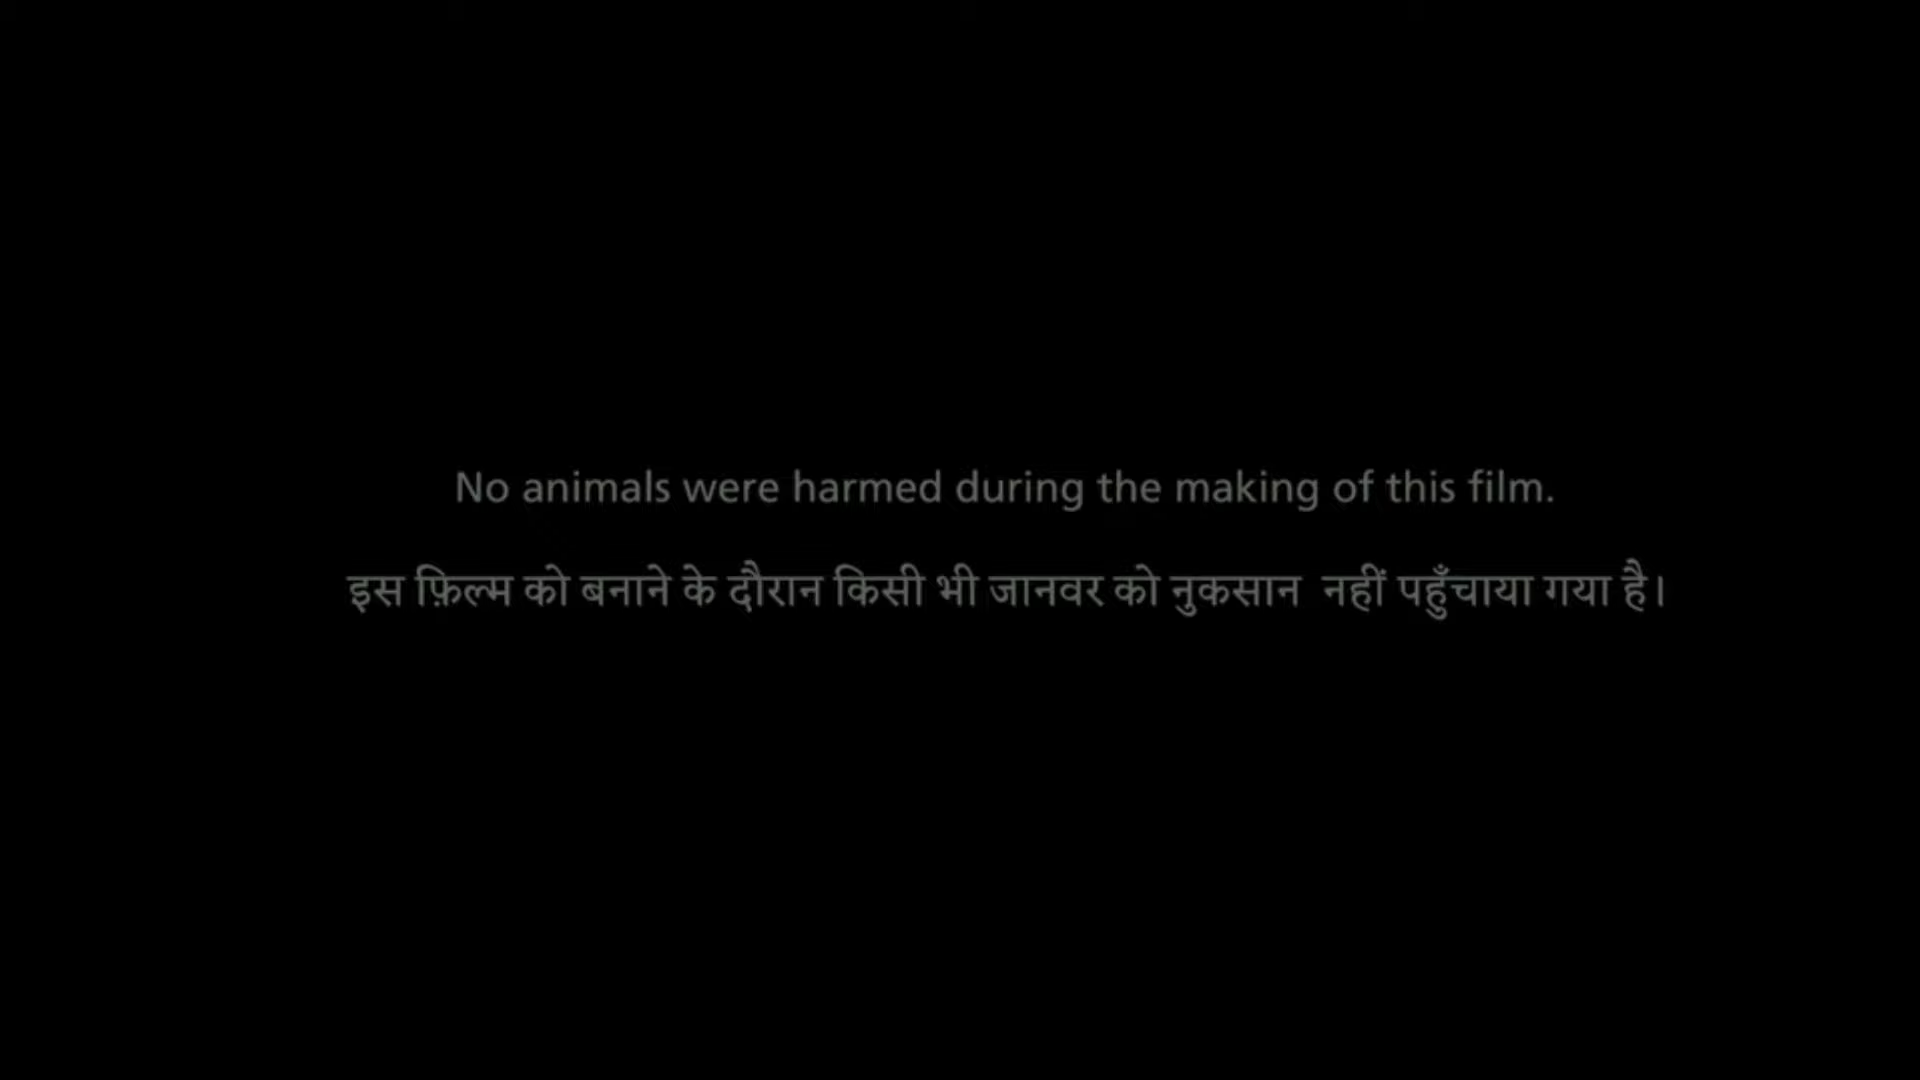 No animals were harmed during the making of this film.
इस फ़िल्म को बनाने के दौरान किसी भी जानवर को नुकसान नहीं पहुँचाया गया है।